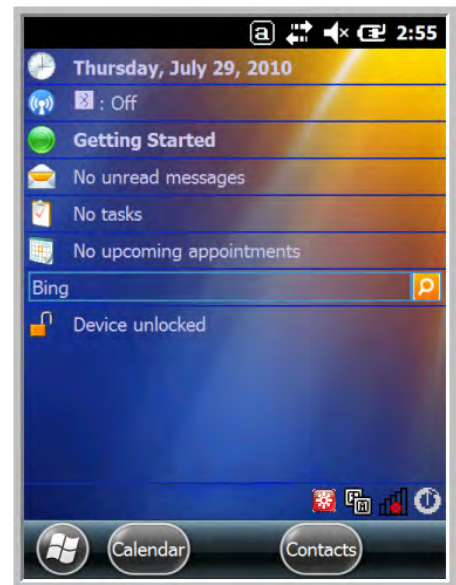 a 2:55
Thursday, July 29, 2010
: Off
Getting Started
No unread messages
No tasks
No upcoming appointments
Bing
Device unlocked
Calendar Contacts